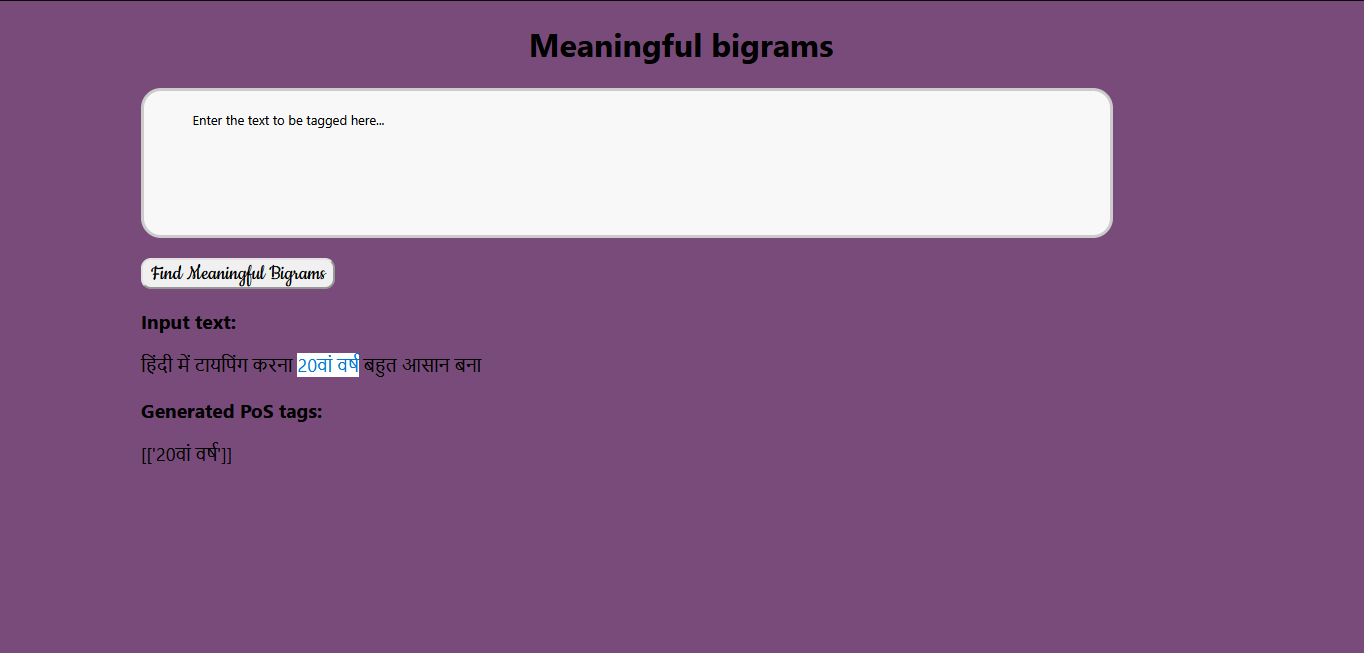 Meaningful bigrams
Enter the text to be tagged here...
Find Meaningful Bigrams
Input text:
हिंदी में टायपिंग करना 20वां वर्ष बहुत आसान बना
Generated PoS tags:
[['20वां वर्ष']]